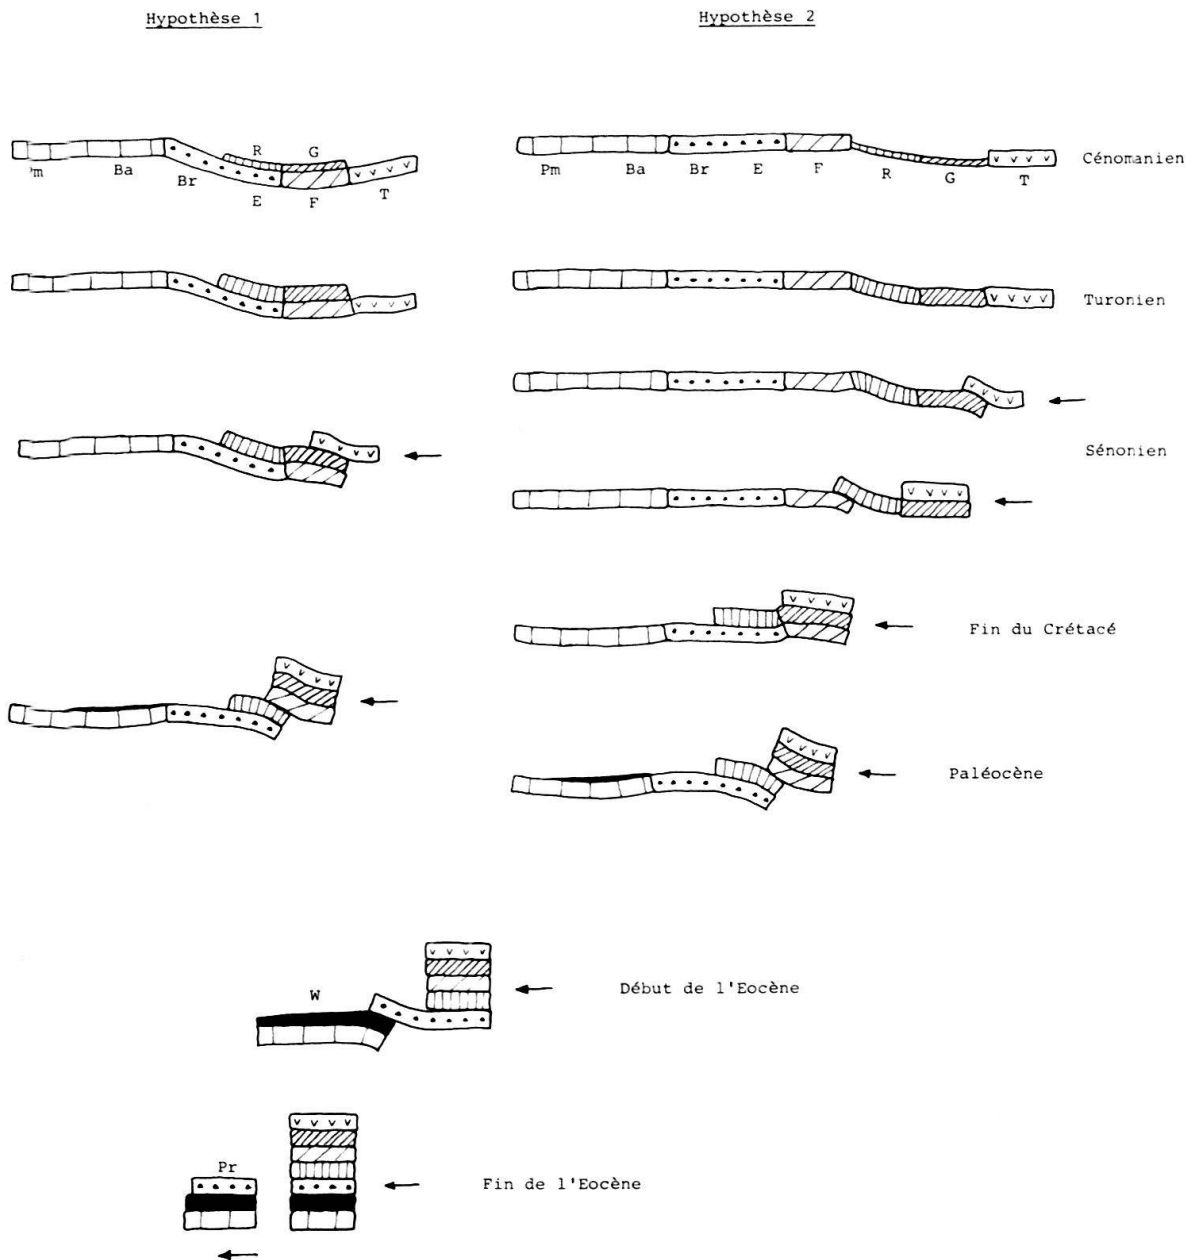 Hypothèse 1
Hypothèse 2
R G
Pm Ba Br E F T
Pm Ba Br E F R G T
Cénomanien
Turonien
Sénonien
Fin du Crétacé
Paléocène
W
Début de l'Eocène
Pr
Fin de l'Eocène